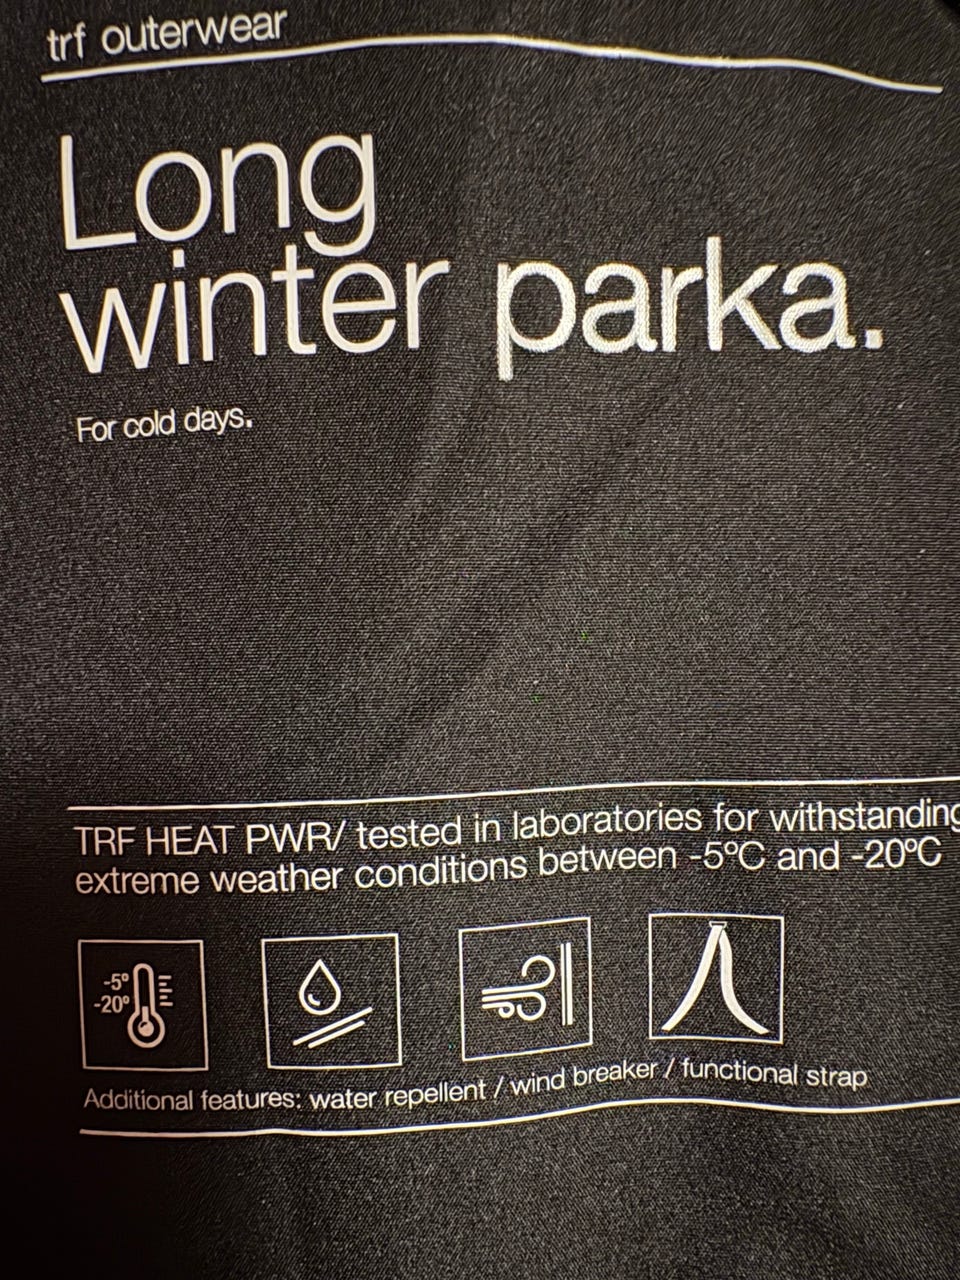 trf outerwear
Long
winter parka.
For cold days.
TRF HEAT PWR/ tested in laboratories for withstanding
extreme weather conditions between -5ºC and -20ºC
-5º
-20º
Additional features: water repellent / wind breaker / functional strap